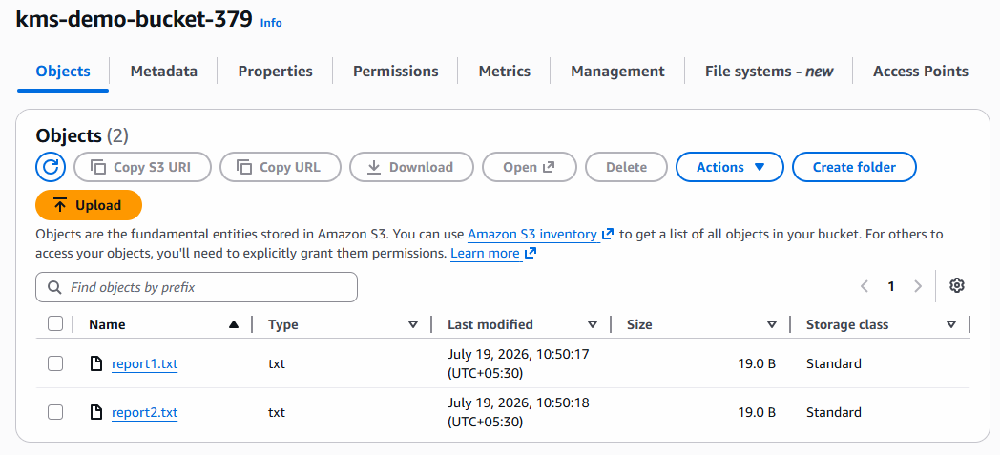 kms-demo-bucket-379 Info
Objects Metadata Properties Permissions Metrics Management File systems - new Access Points
Objects (2)
Copy S3 URI Copy URL Download Open Delete Actions Create folder
Upload
Objects are the fundamental entities stored in Amazon S3. You can use Amazon S3 inventory to get a list of all objects in your bucket. For others to
access your objects, you'll need to explicitly grant them permissions. Learn more
Find objects by prefix 1
Name Type Last modified Size Storage class
report1.txt txt July 19, 2026, 10:50:17 (UTC+05:30) 19.0 B Standard
report2.txt txt July 19, 2026, 10:50:18 (UTC+05:30) 19.0 B Standard